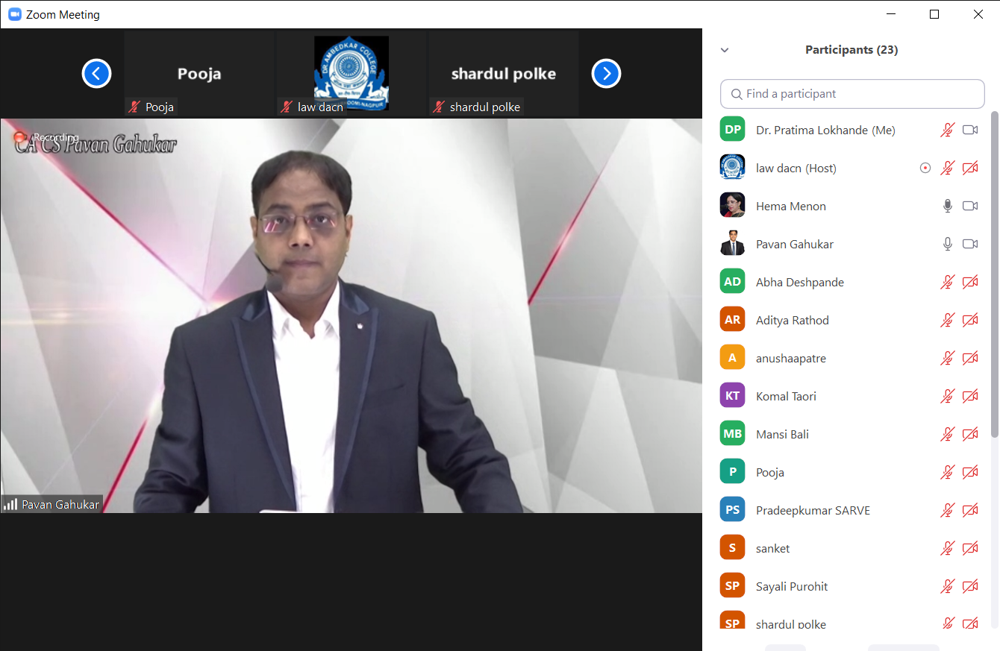 Zoom Meeting
Pooja
shardul polke
DR. AMBEDKAR COLLEGE
Pooja
law dacn
shardul polke
Recording
CA CS Pavan Gahukar
Pavan Gahukar
Participants (23)
Find a participant
DP Dr. Pratima Lokhande (Me)
law dacn (Host)
Hema Menon
Pavan Gahukar
AD Abha Deshpande
AR Aditya Rathod
A anushaapatre
KT Komal Taori
MB Mansi Bali
P Pooja
PS Pradeepkumar SARVE
S sanket
SP Sayali Purohit
SP shardul polke